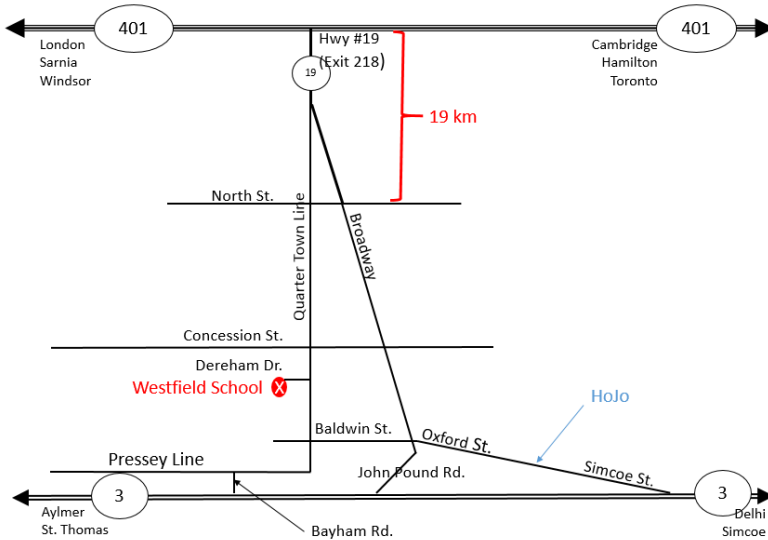 401
401
London
Sarnia
Windsor
Hwy #19
(Exit 218)
Cambridge
Hamilton
Toronto
19
19 km
North St.
Quarter Town Line
Broadway
Concession St.
Dereham Dr.
Westfield School
X
HoJo
Baldwin St.
Oxford St.
Pressey Line
John Pound Rd.
Simcoe St.
3
3
Aylmer
St. Thomas
Bayham Rd.
Delhi
Simcoe